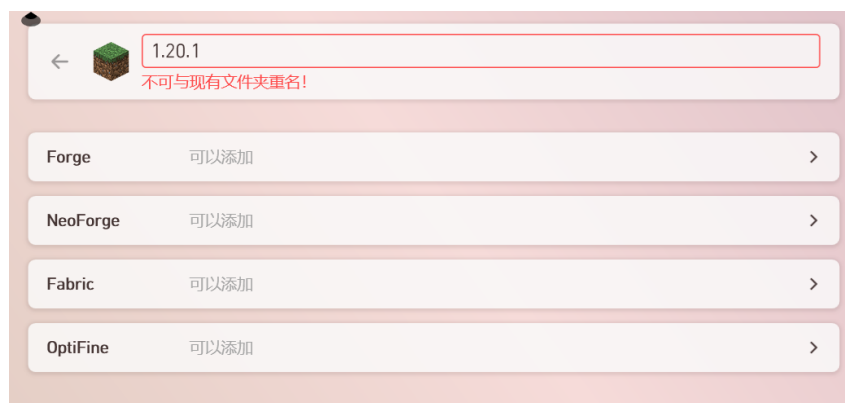 1.20.1
不可与现有文件夹重名!
Forge 可以添加
NeoForge 可以添加
Fabric 可以添加
OptiFine 可以添加